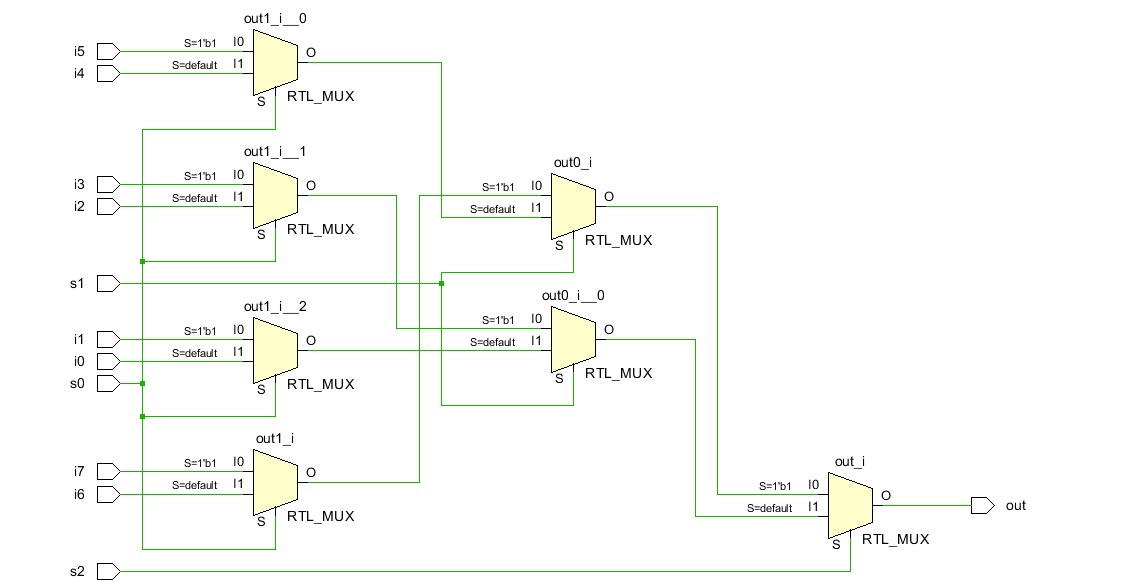 out1_i__0
i5 S=1'b1 I0 O
i4 S=default I1
S RTL_MUX
out1_i__1
i3 S=1'b1 I0 O
i2 S=default I1
S RTL_MUX
out0_i
S=1'b1 I0 O
S=default I1
S RTL_MUX
s1
out1_i__2
i1 S=1'b1 I0 O
i0 S=default I1
s0 S RTL_MUX
out0_i__0
S=1'b1 I0 O
S=default I1
S RTL_MUX
out1_i
i7 S=1'b1 I0 O
i6 S=default I1
S RTL_MUX
out_i
S=1'b1 I0 O out
S=default I1
S RTL_MUX
s2